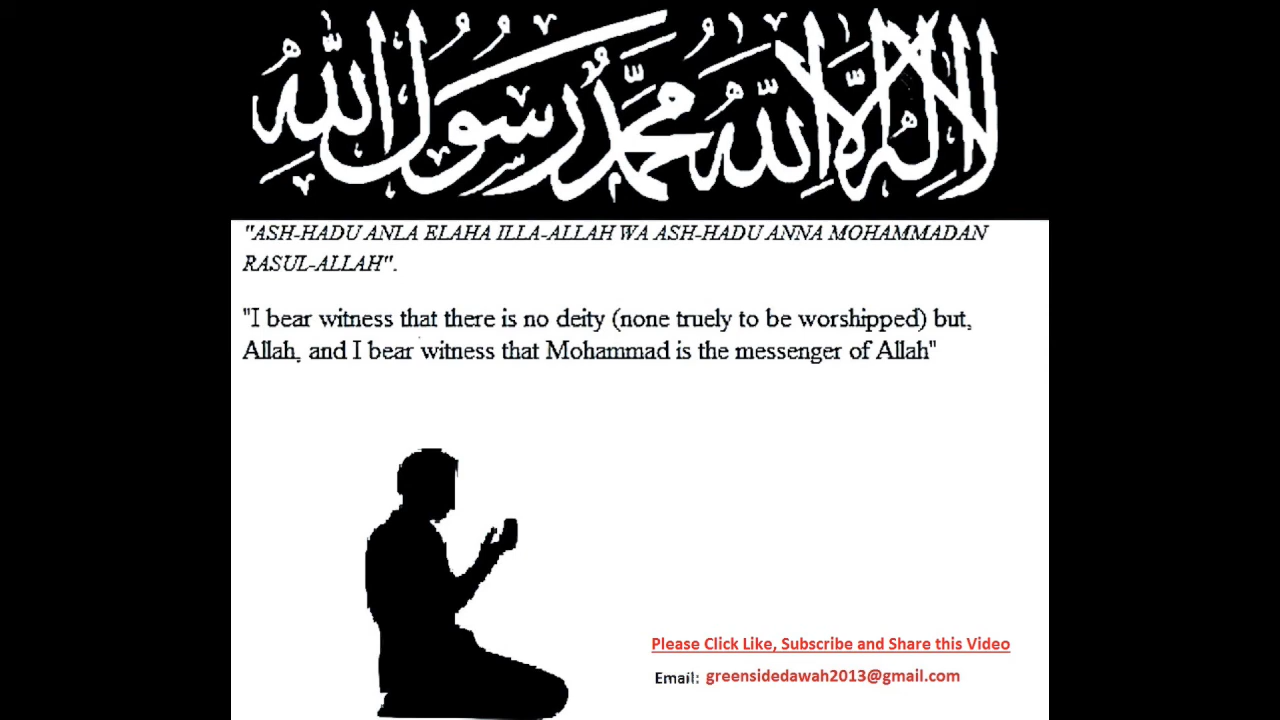 لا إله إلا الله محمد رسول الله
"ASH-HADU ANLA ELAHA ILLA-ALLAH WA ASH-HADU ANNA MOHAMMADAN
RASUL-ALLAH".
"I bear witness that there is no deity (none truely to be worshipped) but,
Allah, and I bear witness that Mohammad is the messenger of Allah"
Please Click Like, Subscribe and Share this Video
Email: greensidedawah2013@gmail.com